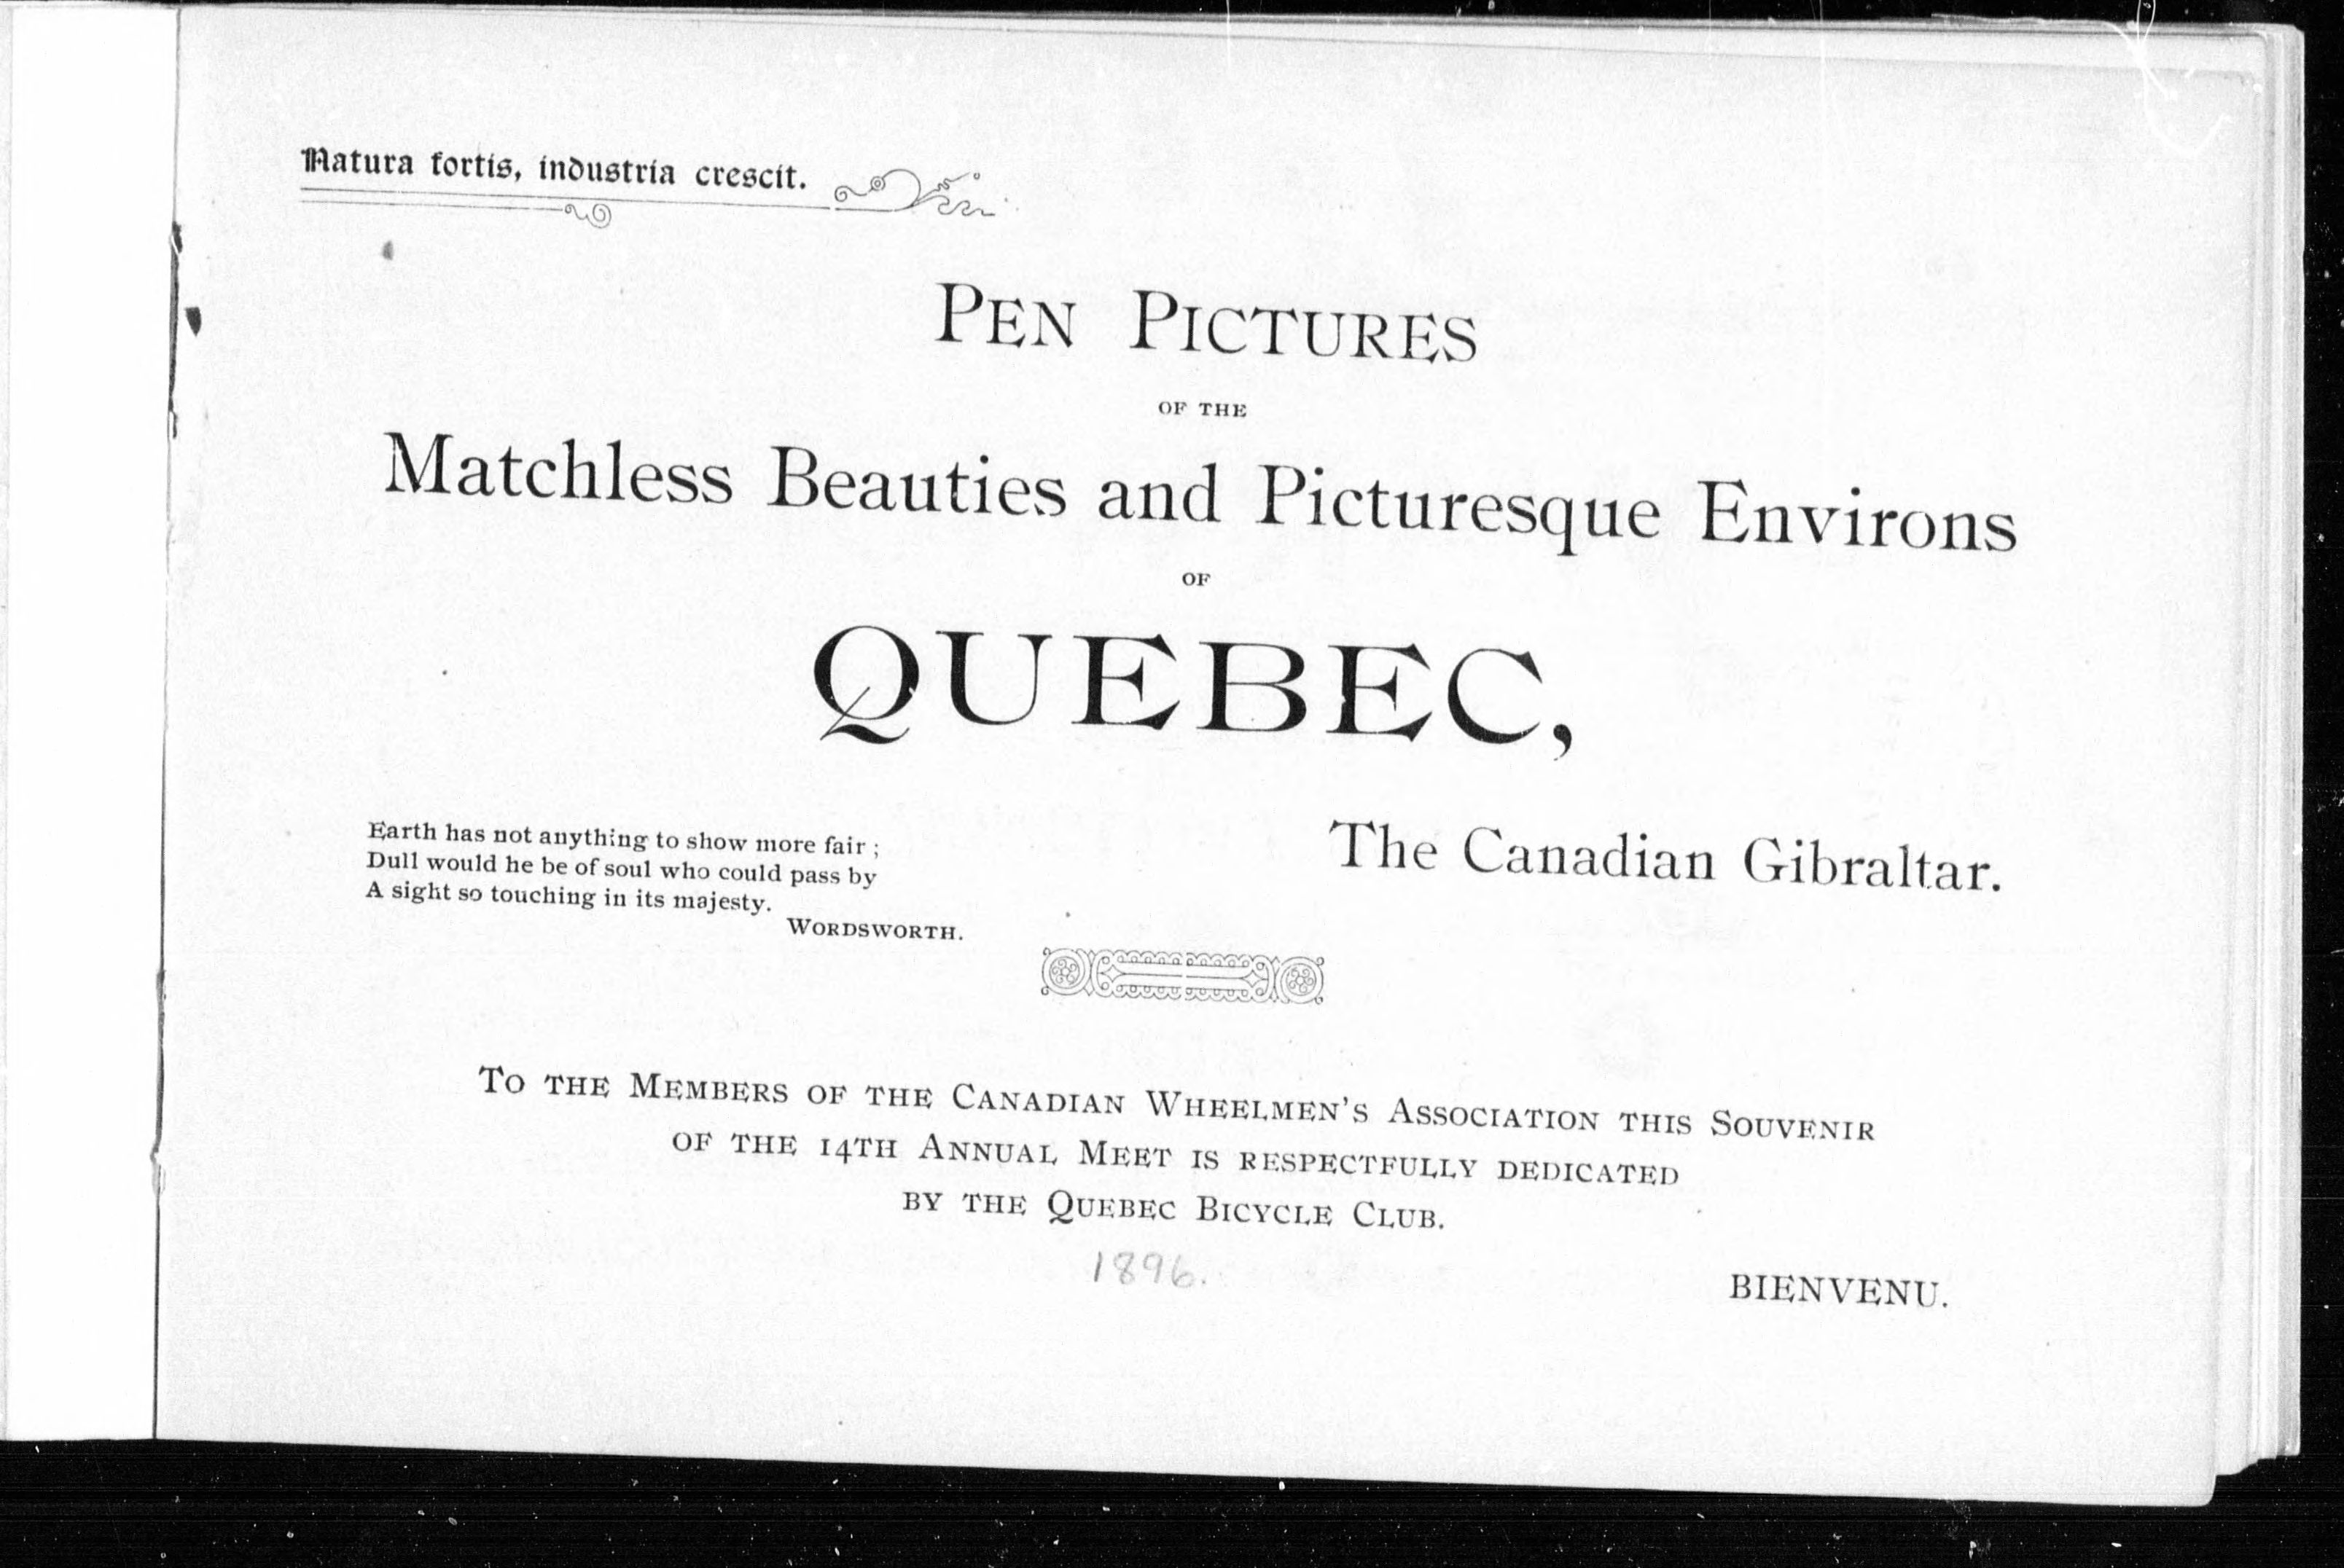 Natura fortis, industria crescit.
PEN PICTURES
OF THE
Matchless Beauties and Picturesque Environs
OF
QUEBEC,
The Canadian Gibraltar.
Earth has not anything to show more fair ;
Dull would he be of soul who could pass by
A sight so touching in its majesty.
WORDSWORTH.
TO THE MEMBERS OF THE CANADIAN WHEELMEN'S ASSOCIATION THIS SOUVENIR
OF THE 14TH ANNUAL MEET IS RESPECTFULLY DEDICATED
BY THE QUEBEC BICYCLE CLUB.
1896.
BIENVENU.